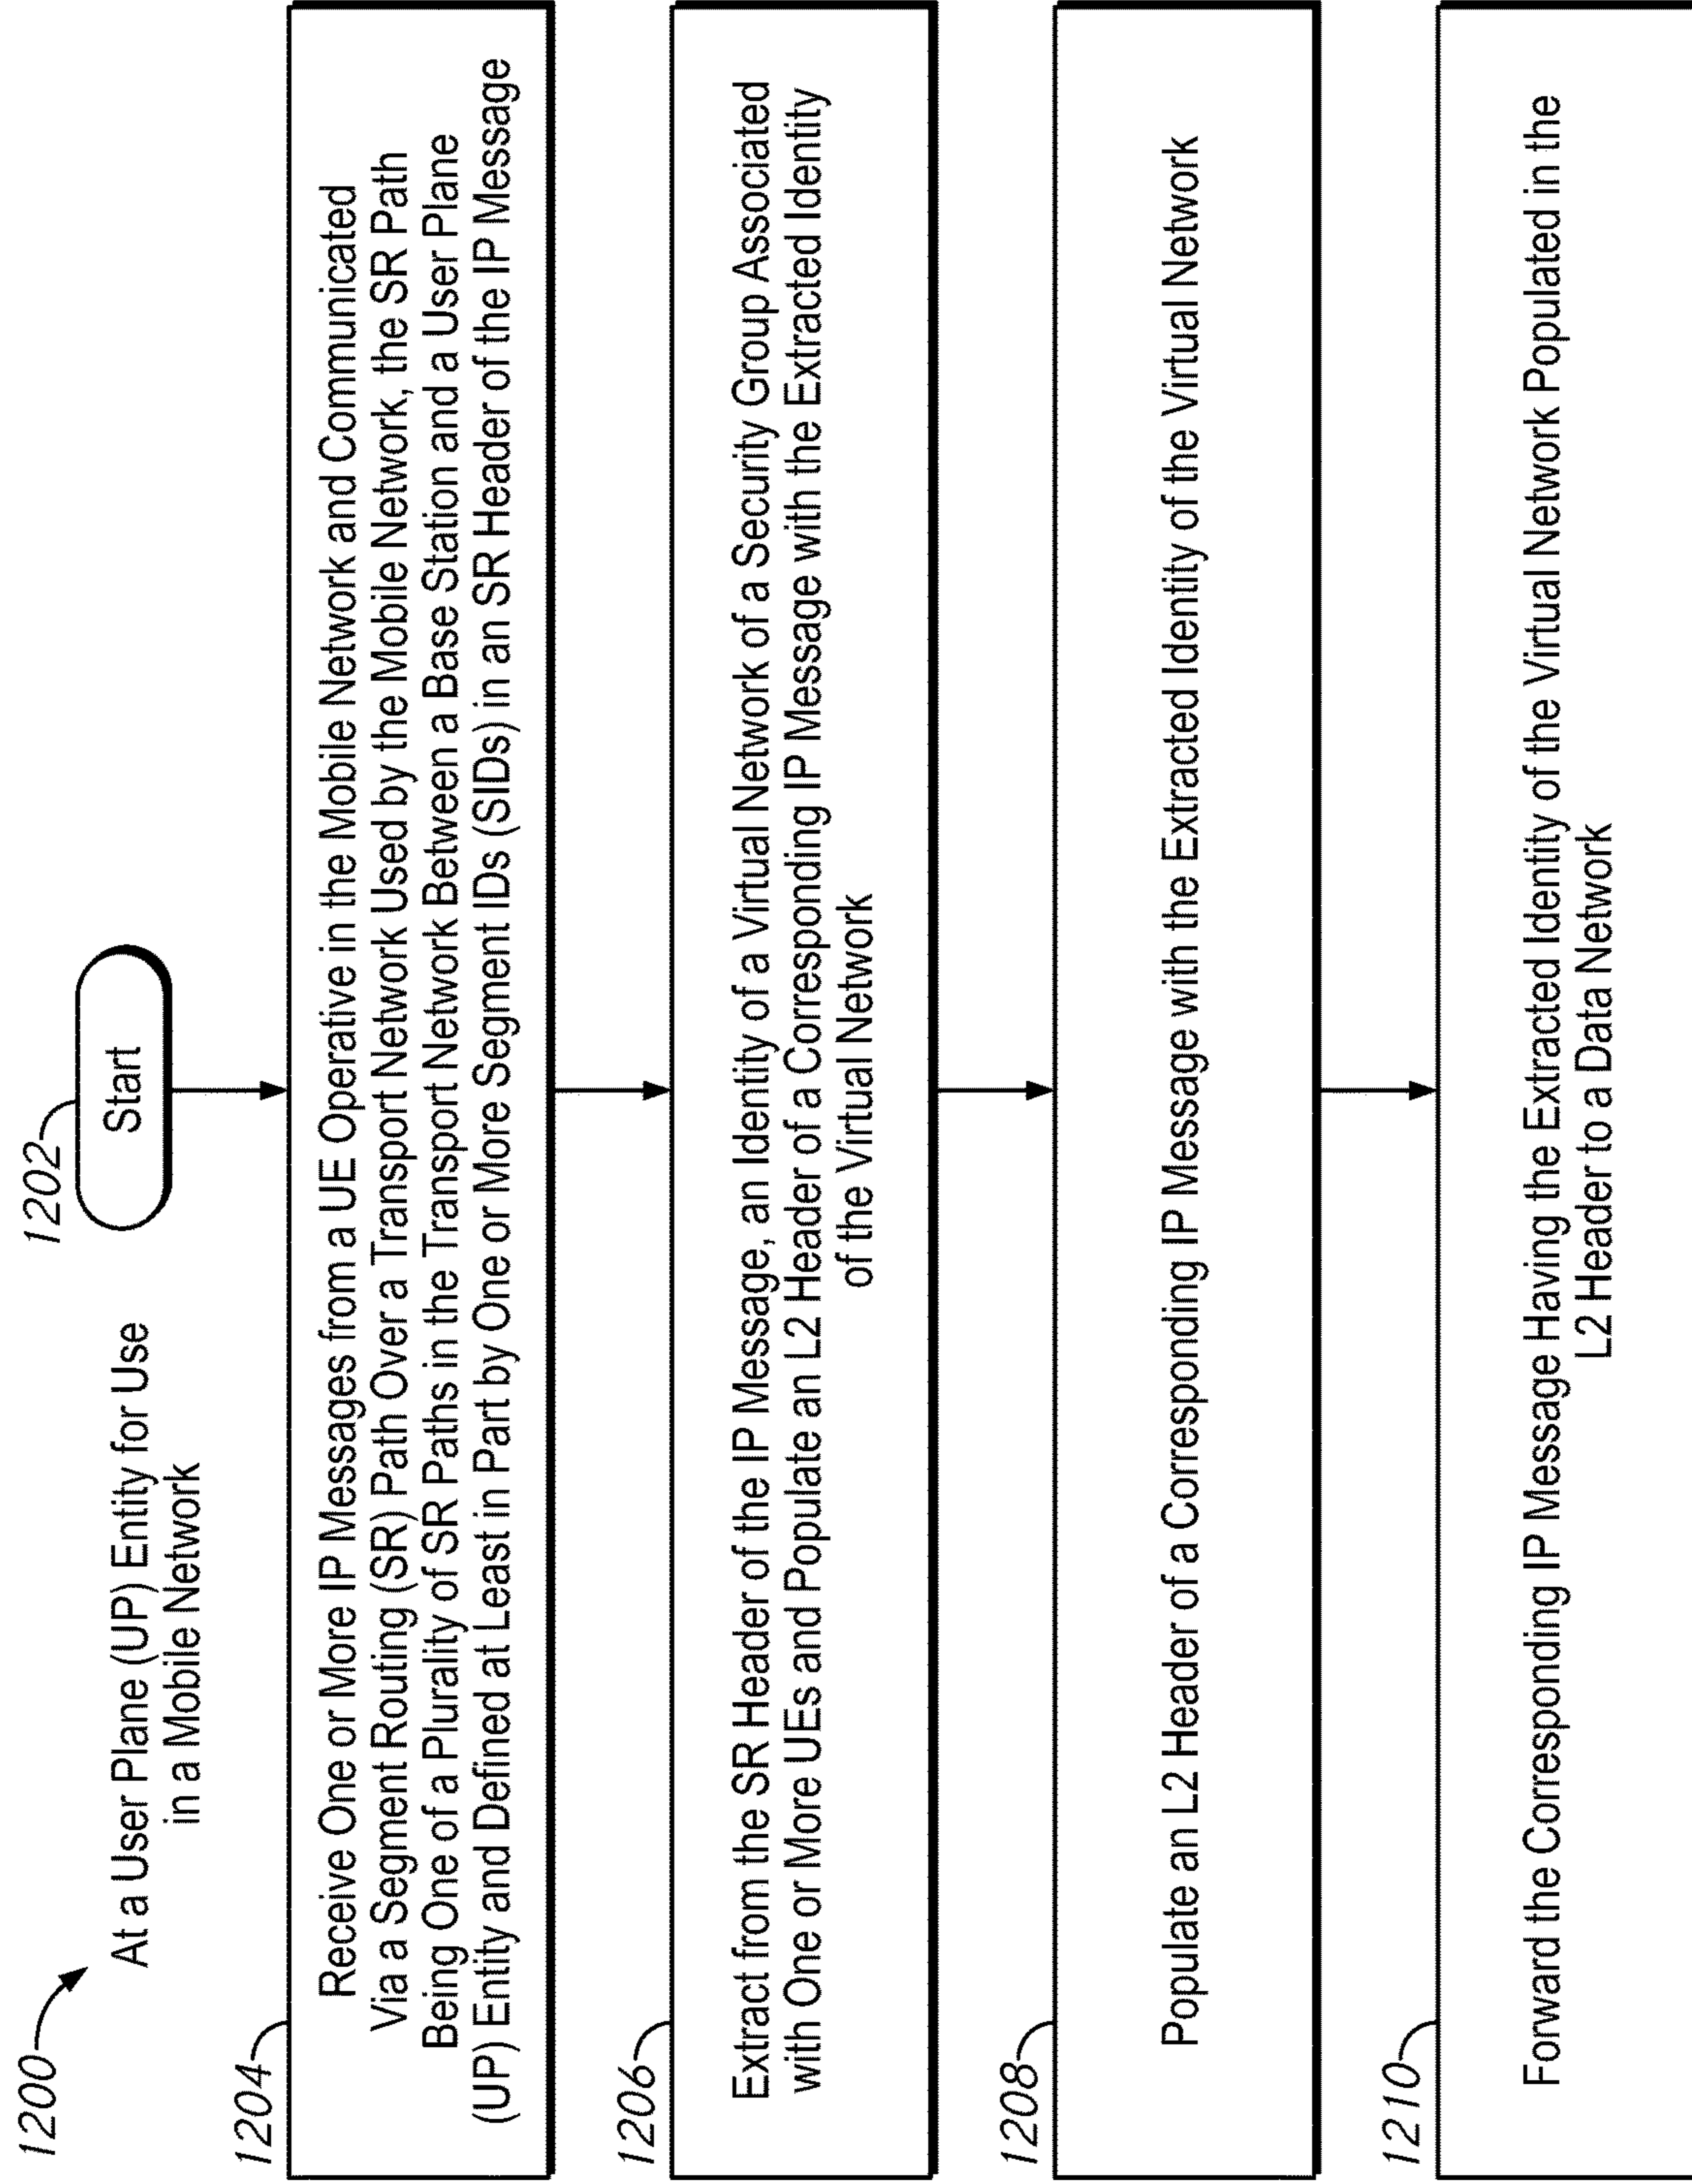 1200
At a User Plane (UP) Entity for Use
in a Mobile Network
1202
Start
1204
Receive One or More IP Messages from a UE Operative in the Mobile Network and Communicated
Via a Segment Routing (SR) Path Over a Transport Network Used by the Mobile Network, the SR Path
Being One of a Plurality of SR Paths in the Transport Network Between a Base Station and a User Plane
(UP) Entity and Defined at Least in Part by One or More Segment IDs (SIDs) in an SR Header of the IP Message
1206
Extract from the SR Header of the IP Message, an Identity of a Virtual Network of a Security Group Associated
with One or More UEs and Populate an L2 Header of a Corresponding IP Message with the Extracted Identity
of the Virtual Network
1208
Populate an L2 Header of a Corresponding IP Message with the Extracted Identity of the Virtual Network
1210
Forward the Corresponding IP Message Having the Extracted Identity of the Virtual Network Populated in the
L2 Header to a Data Network